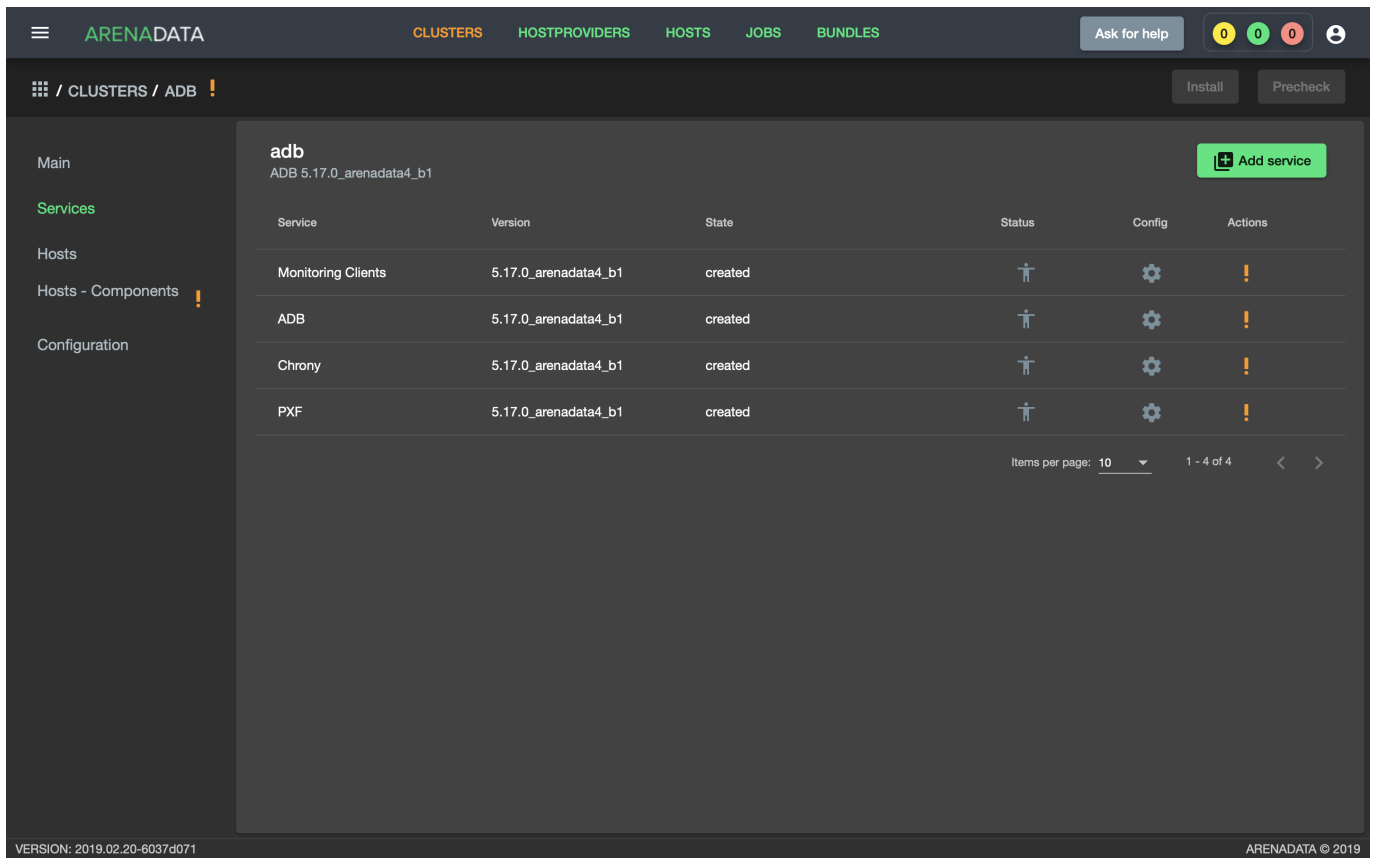 ARENADATA CLUSTERS HOSTPROVIDERS HOSTS JOBS BUNDLES Ask for help 0 0 0
/ CLUSTERS / ADB ! Install Precheck
Main
Services
Hosts
Hosts - Components !
Configuration
adb
ADB 5.17.0_arenadata4_b1
Add service
Service Version State Status Config Actions
Monitoring Clients 5.17.0_arenadata4_b1 created !
ADB 5.17.0_arenadata4_b1 created !
Chrony 5.17.0_arenadata4_b1 created !
PXF 5.17.0_arenadata4_b1 created !
Items per page: 10 1 - 4 of 4
VERSION: 2019.02.20-6037d071 ARENADATA © 2019